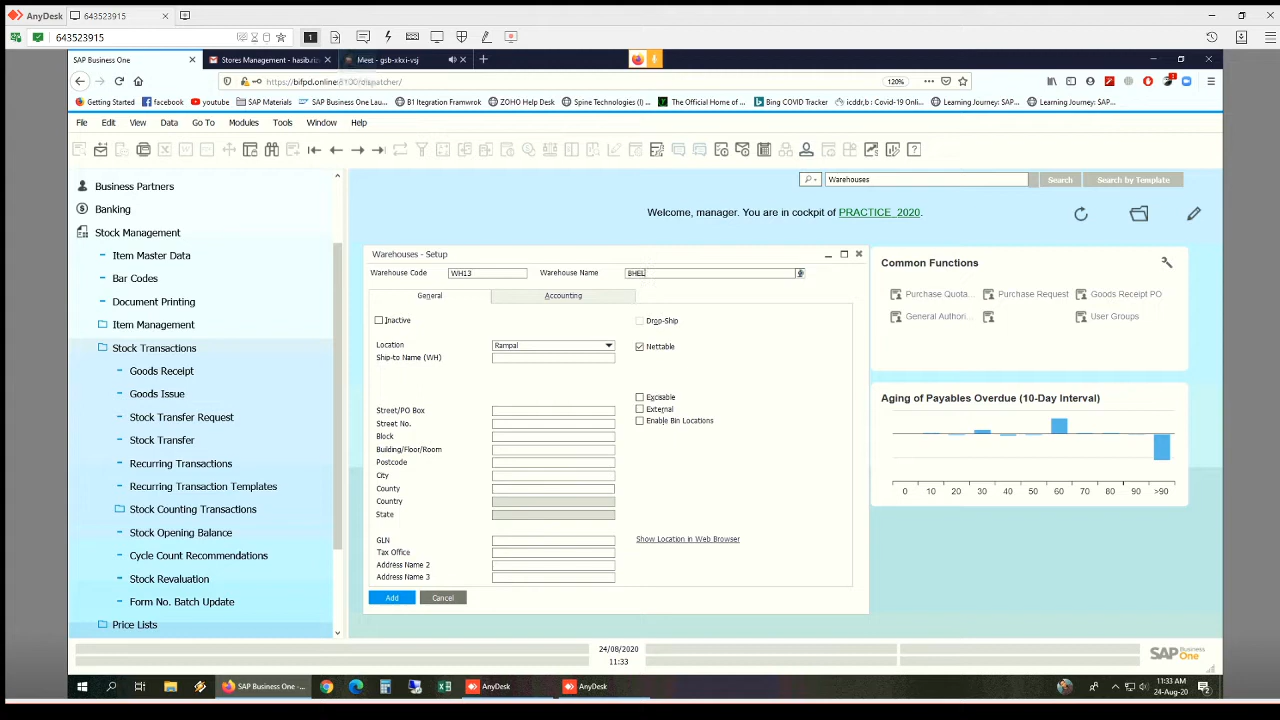 AnyDesk
643523915
643523915
1
SAP Business One
Stores Management - hasib.ris
Meet - gsb-xkxi-vsj
https://bifpd.online:8100/dispatcher/
120%
Getting Started
facebook
youtube
SAP Materials
SAP Business One Lau...
B1 iItegration Framwrok
ZOHO Help Desk
Spine Technologies (I)...
The Official Home of ...
Bing COVID Tracker
icddr,b : Covid-19 Onli...
Learning Journey: SAP...
Learning Journey: SAP...
File Edit View Data Go To Modules Tools Window Help
Business Partners
Banking
Stock Management
Item Master Data
Bar Codes
Document Printing
Item Management
Stock Transactions
Goods Receipt
Goods Issue
Stock Transfer Request
Stock Transfer
Recurring Transactions
Recurring Transaction Templates
Stock Counting Transactions
Stock Opening Balance
Cycle Count Recommendations
Stock Revaluation
Form No. Batch Update
Price Lists
Warehouses
Search
Search by Template
Welcome, manager. You are in cockpit of PRACTICE_2020.
Warehouses - Setup
Warehouse Code WH13 Warehouse Name BHEL
General Accounting
Inactive
Drop-Ship
Location Rampal
Nettable
Ship-to Name (WH)
Excisable
External
Enable Bin Locations
Street/PO Box
Street No.
Block
Building/Floor/Room
Postcode
City
County
Country
State
GLN
Show Location in Web Browser
Tax Office
Address Name 2
Address Name 3
Add Cancel
Common Functions
Purchase Quota...
Purchase Request
Goods Receipt PO
General Authori...
User Groups
Aging of Payables Overdue (10-Day Interval)
0 10 20 30 40 50 60 70 80 90 >90
24/08/2020
11:33
SAP Business One
SAP Business One -...
AnyDesk
AnyDesk
11:33 AM
24-Aug-20
2